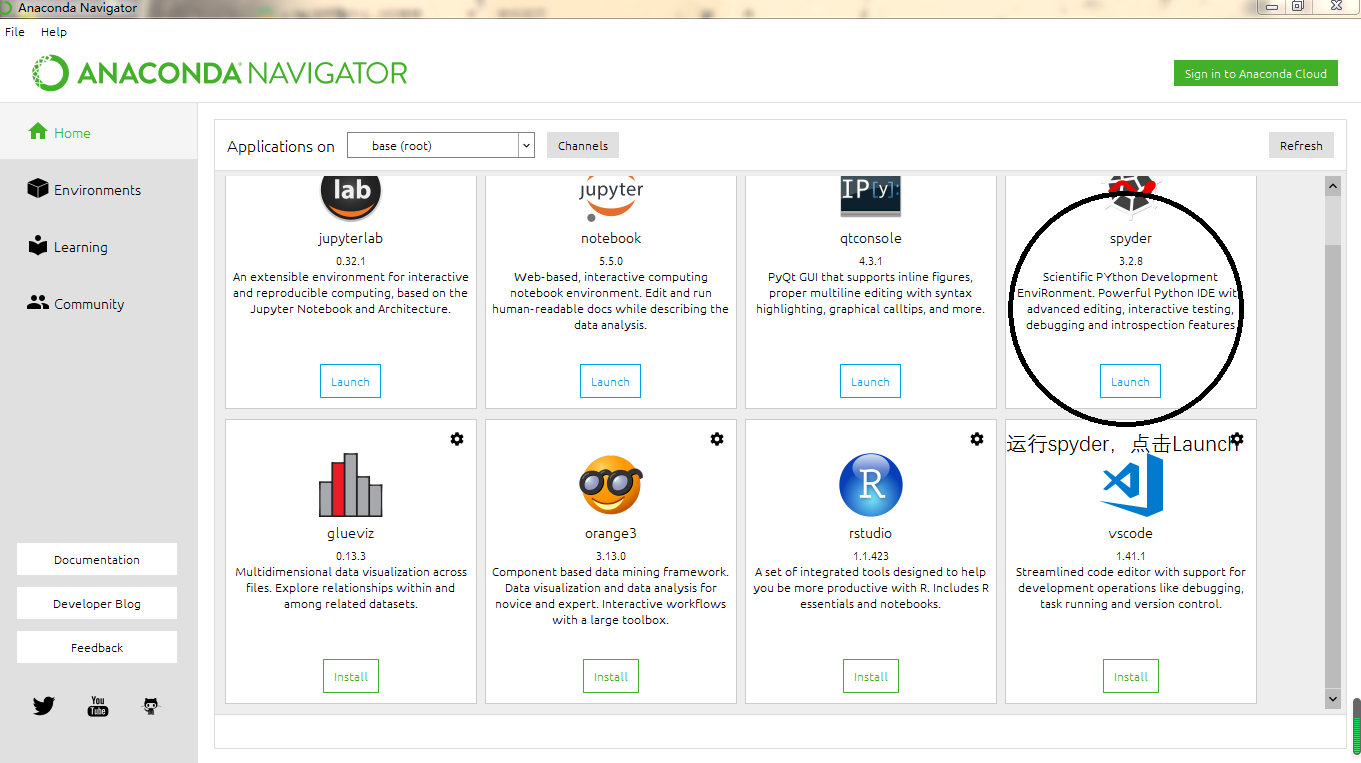 Anaconda Navigator
File Help
ANACONDA NAVIGATOR
Sign in to Anaconda Cloud
Home
Environments
Learning
Community
Documentation
Developer Blog
Feedback
You
Tube
Applications on base (root) Channels Refresh
lab
jupyterlab
0.32.1
An extensible environment for interactive
and reproducible computing, based on the
Jupyter Notebook and Architecture.
Launch
jupyter
notebook
5.5.0
Web-based, interactive computing
notebook environment. Edit and run
human-readable docs while describing the
data analysis.
Launch
IP[y]:
qtconsole
4.3.1
PyQt GUI that supports inline figures,
proper multiline editing with syntax
highlighting, graphical calltips, and more.
Launch
spyder
3.2.8
Scientific PYthon Development
EnviRonment. Powerful Python IDE with
advanced editing, interactive testing,
debugging and introspection features
Launch
glueviz
0.13.3
Multidimensional data visualization across
files. Explore relationships within and
among related datasets.
Install
orange3
3.13.0
Component based data mining framework.
Data visualization and data analysis for
novice and expert. Interactive workflows
with a large toolbox.
Install
R
rstudio
1.1.423
A set of integrated tools designed to help
you be more productive with R. Includes R
essentials and notebooks.
Install
运行spyder，点击Launch
vscode
1.41.1
Streamlined code editor with support for
development operations like debugging,
task running and version control.
Install